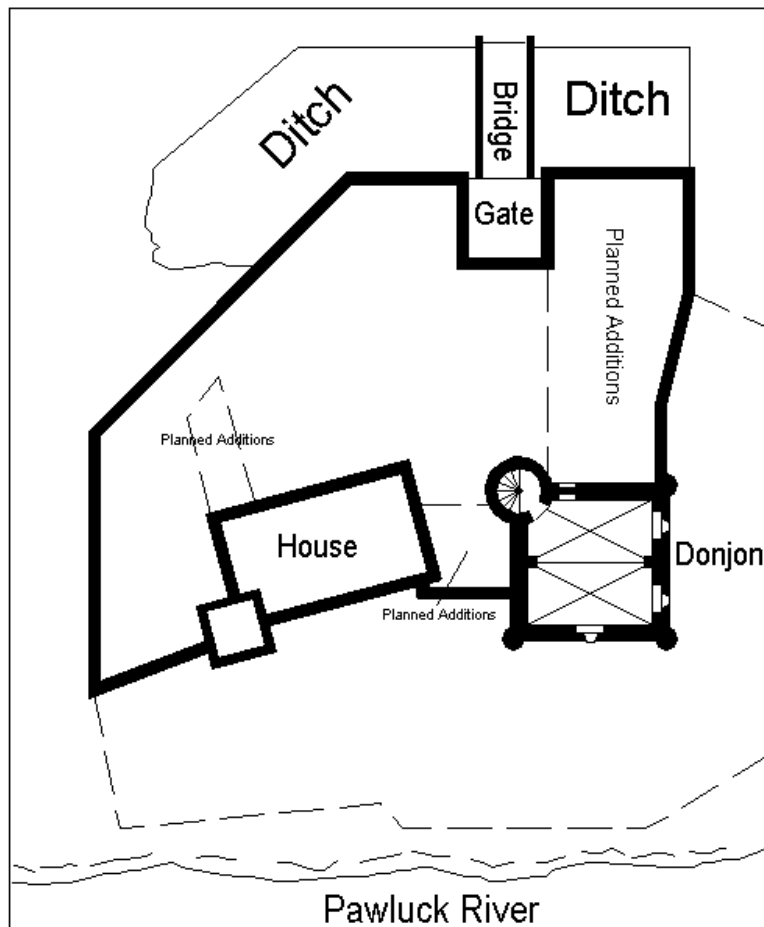 Ditch
Bridge
Ditch
Gate
Planned Additions
Planned Additions
House
Donjon
Planned Additions
Pawluck River